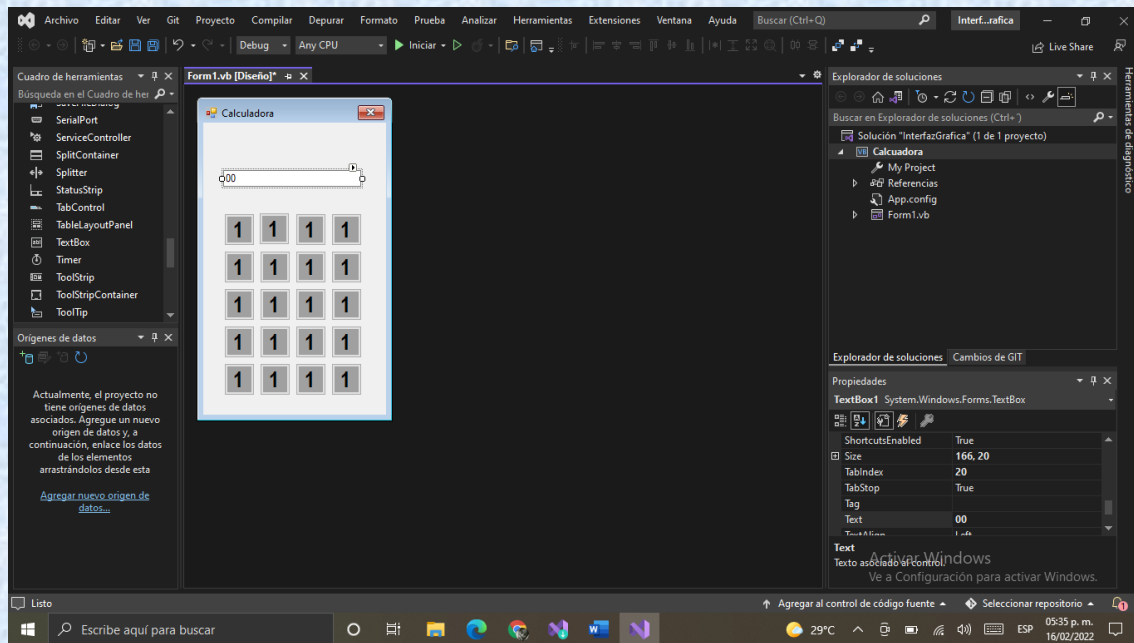 Archivo Editar Ver Git Proyecto Compilar Depurar Formato Prueba Analizar Herramientas Extensiones Ventana Ayuda Buscar (Ctrl+Q) Interf...rafica
Debug Any CPU Iniciar Live Share
Cuadro de herramientas
Búsqueda en el Cuadro de her
SerialPort
ServiceController
SplitContainer
Splitter
StatusStrip
TabControl
TableLayoutPanel
TextBox
Timer
ToolStrip
ToolStripContainer
ToolTip
Orígenes de datos
Actualmente, el proyecto no
tiene orígenes de datos
asociados. Agregue un nuevo
origen de datos y, a
continuación, enlace los datos
de los elementos
arrastrándolos desde esta
Agregar nuevo origen de
datos...
Form1.vb [Diseño]*
Calculadora
00
1 1 1 1
1 1 1 1
1 1 1 1
1 1 1 1
1 1 1 1
Explorador de soluciones
Buscar en Explorador de soluciones (Ctrl+´)
Solución "InterfazGrafica" (1 de 1 proyecto)
VB Calcuadora
My Project
Referencias
App.config
Form1.vb
Explorador de soluciones Cambios de GIT
Propiedades
TextBox1 System.Windows.Forms.TextBox
ShortcutsEnabled True
Size 166, 20
TabIndex 20
TabStop True
Tag
Text 00
TextAlign Left
Text
Texto asociado al control.
Activar Windows
Ve a Configuración para activar Windows.
Herramientas de diagnóstico
Listo Agregar al control de código fuente Seleccionar repositorio 1
Escribe aquí para buscar 29°C ESP 05:35 p. m.
16/02/2022